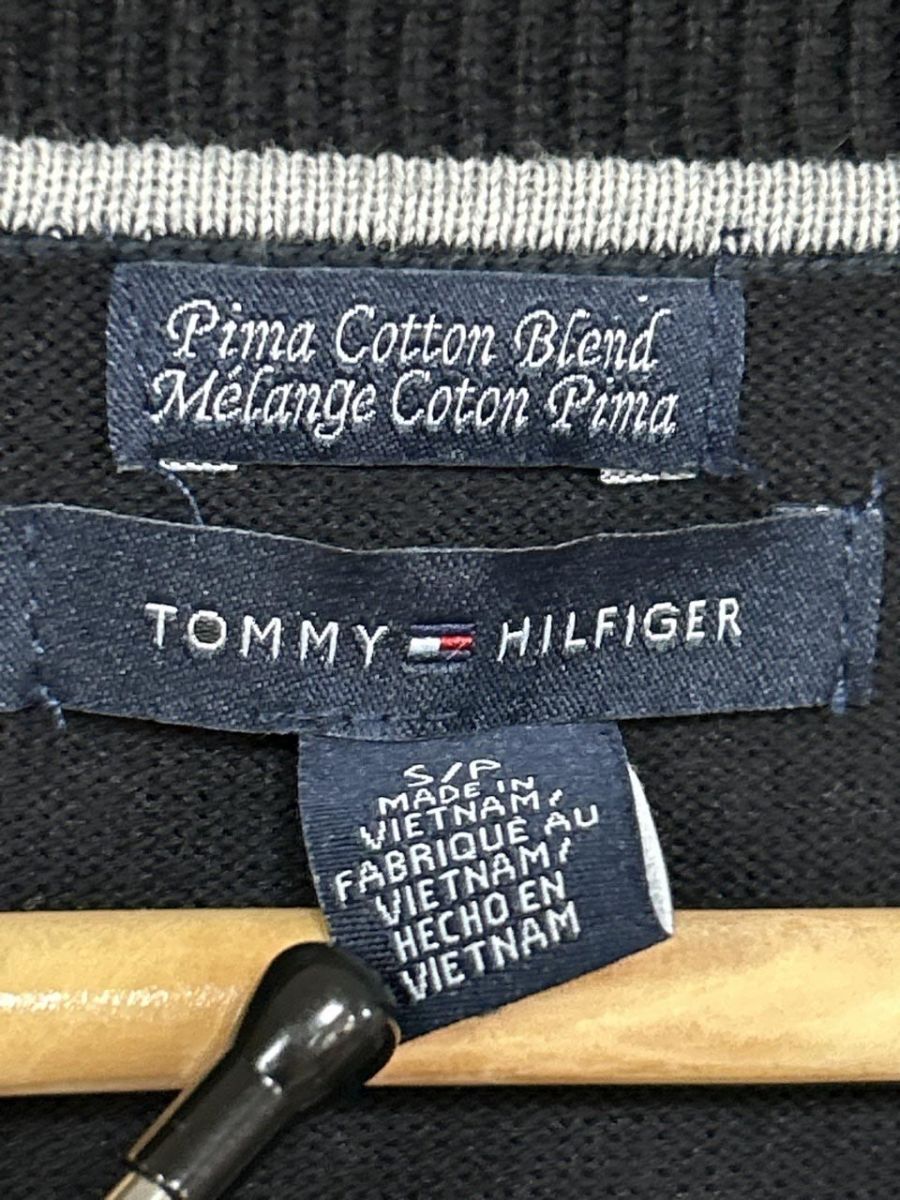 Pima Cotton Blend
Mélange Coton Pima
TOMMY HILFIGER
S/P
MADE IN
VIETNAM/
FABRIQUÉ AU
VIETNAM/
HECHO EN
VIETNAM